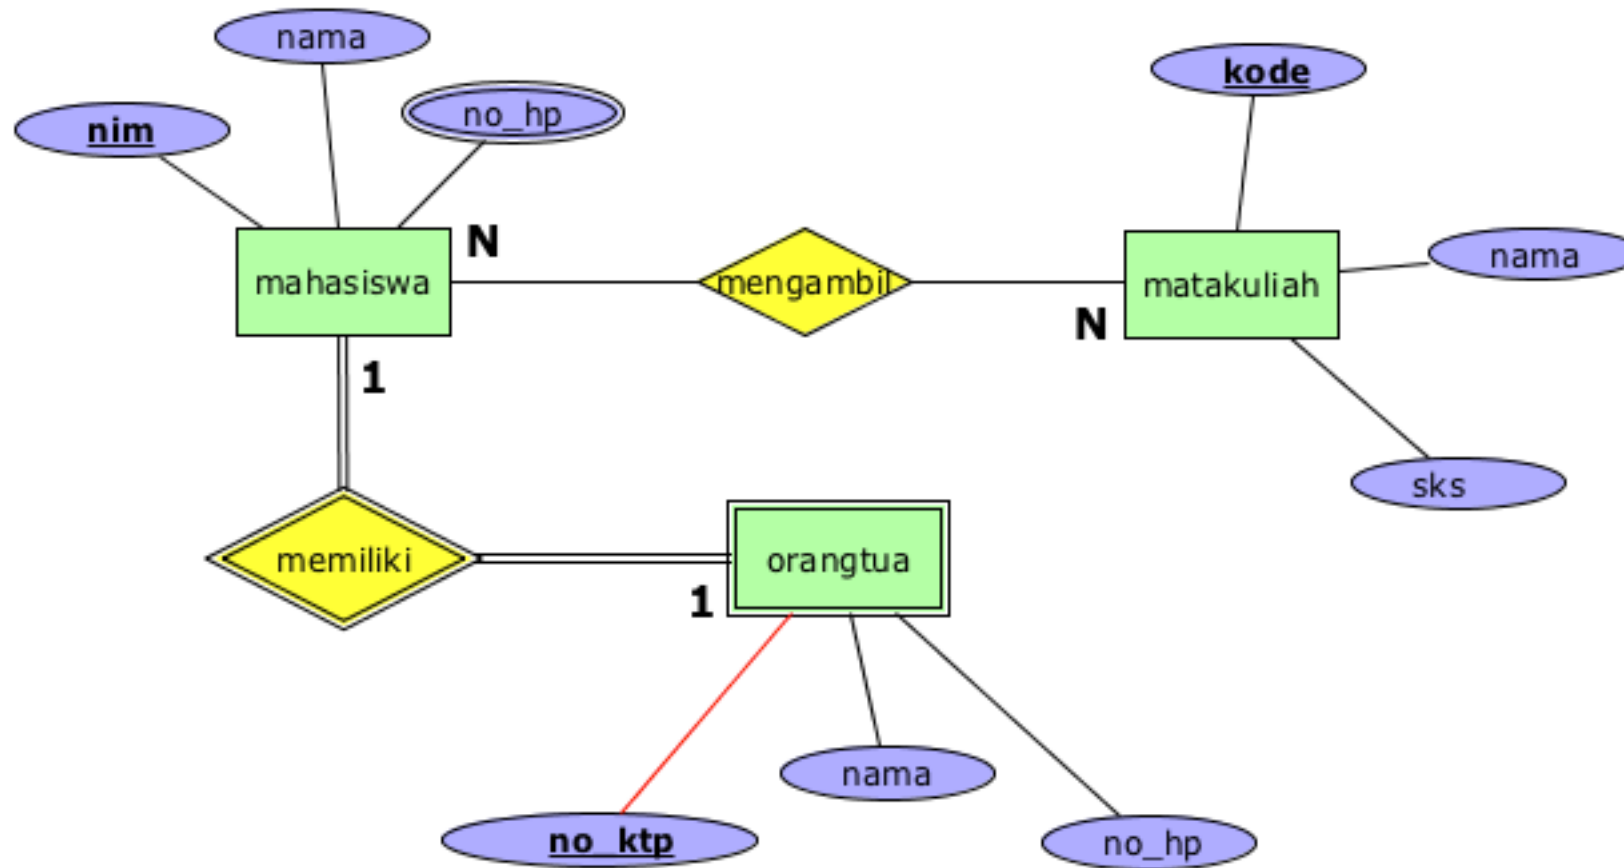 nama
kode
no_hp
nim
N
nama
mahasiswa
mengambil
matakuliah
N
1
sks
memiliki
orangtua
1
nama
no_ktp
no_hp